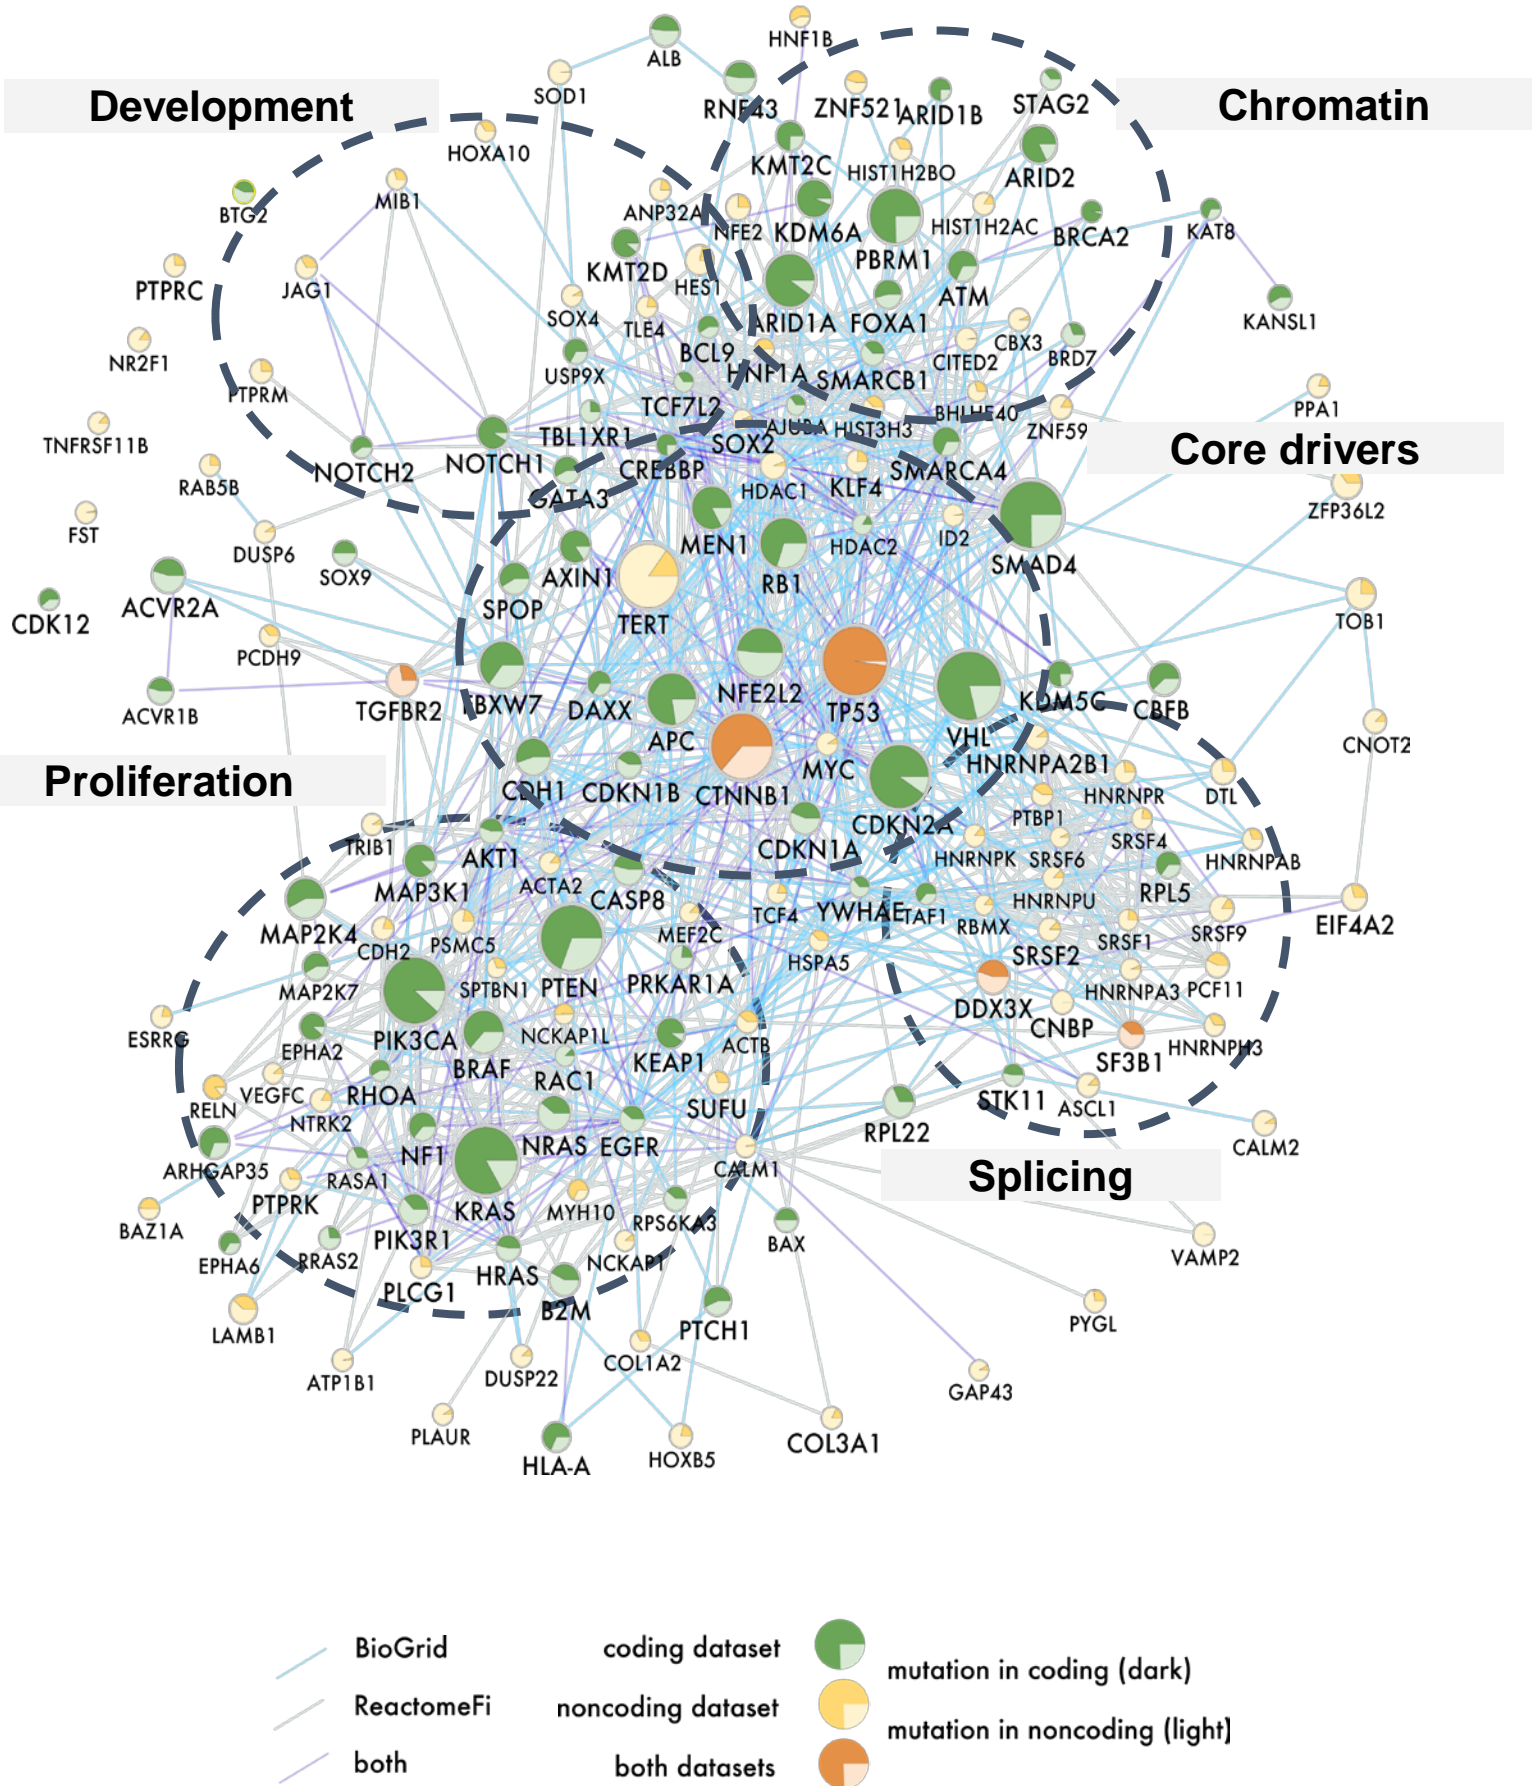 ALB
HNF1B
SOD1
RNF43
ZNF521
ARID1B
STAG2
Development
Chromatin
HOXA10
KMT2C
HIST1H2BO
ARID2
BTG2
MIB1
ANP32A
NFE2
KDM6A
HIST1H2AC
BRCA2
KAT8
PTPRC
JAG1
KMT2D
HES1
PBRM1
ATM
KANSL1
NR2F1
SOX4
TLE4
ARID1A
FOXA1
CITED2
CBX3
BRD7
PTPRM
USP9X
BCL9
HNF1A
SMARCB1
TNFRSF11B
TCF7L2
AJUBA
HIST3H3
BHLHE40
ZNF59
PPA1
NOTCH2
NOTCH1
TBL1XR1
CREBBP
SOX2
Core drivers
RAB5B
GATA3
HDAC1
KLF4
SMARCA4
ZFP36L2
FST
DUSP6
SOX9
AXIN1
MEN1
HDAC2
ID2
SMAD4
CDK12
ACVR2A
SPOP
TERT
RB1
TOB1
PCDH9
ACVR1B
TGFBR2
FBXW7
DAXX
APC
NFE2L2
TP53
VHL
KDM5C
CBFB
CNOT2
Proliferation
CDH1
CDKN1B
CTNNB1
MYC
HNRNPA2B1
HNRNPR
DTL
TRIB1
AKT1
CDKN1A
CDKN2A
PTBP1
SRSF4
HNRNPK
SRSF6
HNRNPAB
MAP3K1
ACTA2
CASP8
TCF4
YWHAE
TAF1
HNRNPU
RPL5
MAP2K4
CDH2
PSMC5
MEF2C
RBMX
SRSF1
SRSF9
EIF4A2
MAP2K7
SPTBN1
PTEN
PRKAR1A
HSPA5
SRSF2
HNRNPA3
PCF11
ESRRG
EPHA2
PIK3CA
NCKAP1L
ACTB
DDX3X
CNBP
SF3B1
HNRNPH3
RELN
VEGFC
RHOA
BRAF
RAC1
KEAP1
NTRK2
SUFU
STK11
ASCL1
ARHGAP35
NF1
NRAS
EGFR
RPL22
CALM2
RASA1
CALM1
Splicing
BAZ1A
PTPRK
KRAS
MYH10
RPS6KA3
BAX
VAMP2
EPHA6
RRAS2
PIK3R1
HRAS
NCKAP1
LAMB1
PLCG1
B2M
PTCH1
PYGL
ATP1B1
DUSP22
COL1A2
GAP43
PLAUR
HLA-A
HOXB5
COL3A1
BioGrid
coding dataset
mutation in coding (dark)
ReactomeFi
noncoding dataset
mutation in noncoding (light)
both
both datasets